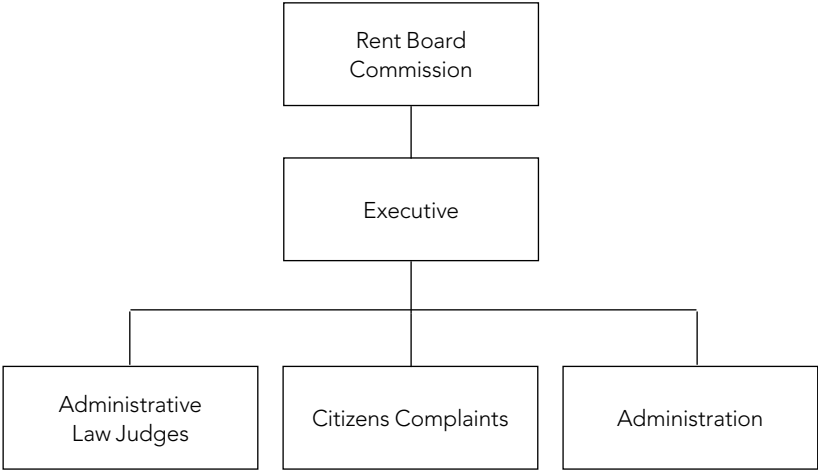 Rent Board
Commission
Executive
Administrative
Law Judges
Citizens Complaints
Administration